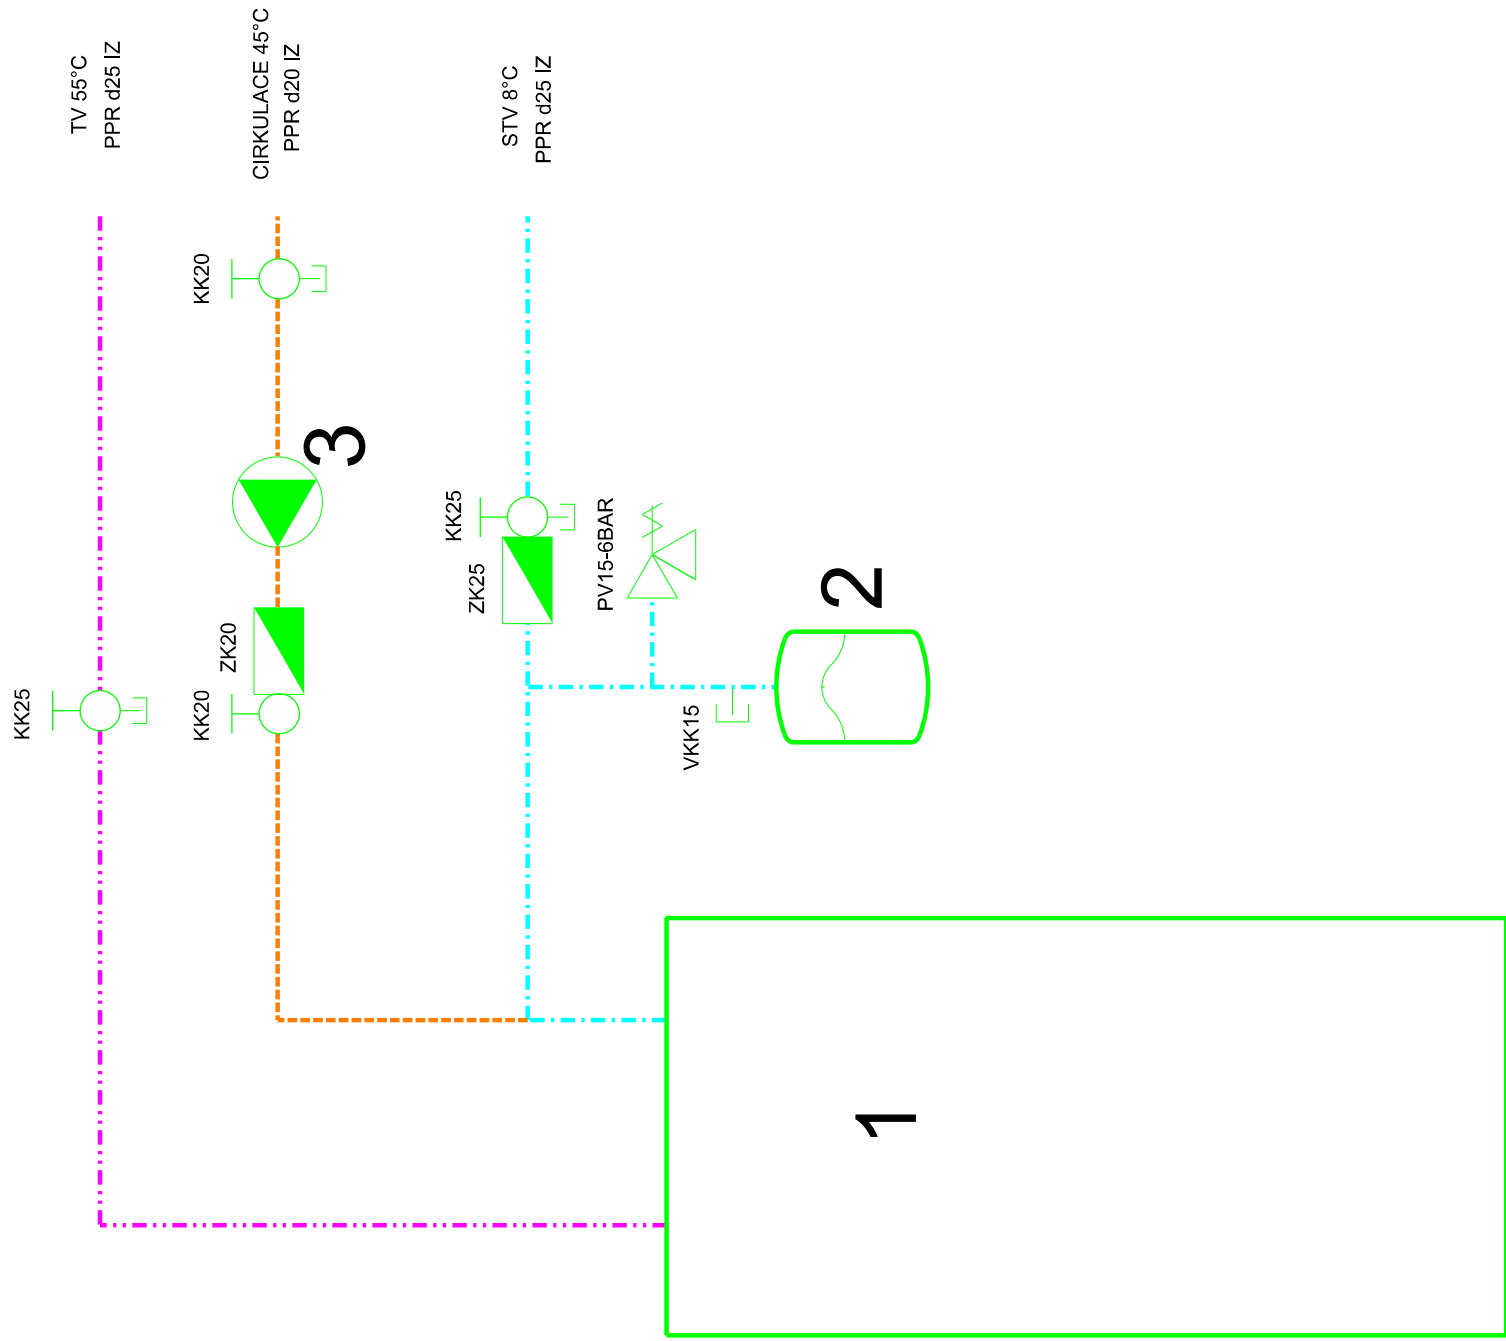 TV 55°C
PPR d25 IZ
CIRKULACE 45°C
PPR d20 IZ
STV 8°C
PPR d25 IZ
KK20
3
KK25
ZK25
PV15-6BAR
2
ZK20
KK25
KK20
VKK15
1